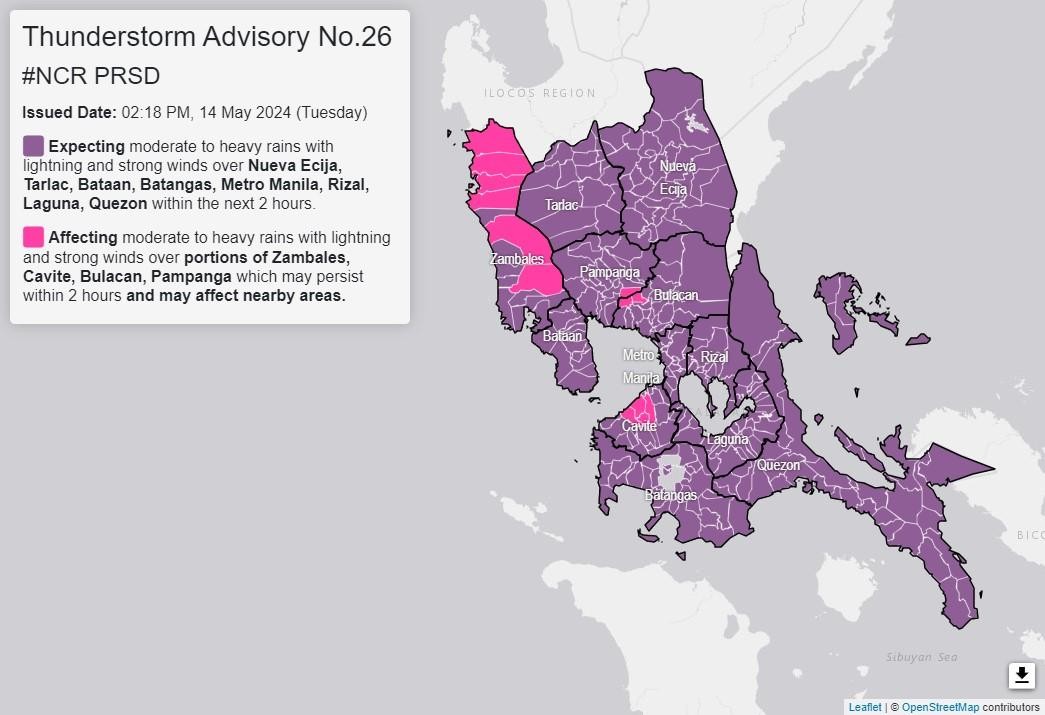 Thunderstorm Advisory No.26
#NCR PRSD
Issued Date: 02:18 PM, 14 May 2024 (Tuesday)
Expecting moderate to heavy rains with
lightning and strong winds over Nueva Ecija,
Tarlac, Bataan, Batangas, Metro Manila, Rizal,
Laguna, Quezon within the next 2 hours.
Affecting moderate to heavy rains with lightning
and strong winds over portions of Zambales,
Cavite, Bulacan, Pampanga which may persist
within 2 hours and may affect nearby areas.
ILOCOS REGION
Nueva
Ecija
Tarlac
Zambales
Pampanga
Bulacan
Bataan
Metro
Manila
Rizal
Cavite
Laguna
Quezon
Batangas
BICO
Sibuyan Sea
Leaflet | © OpenStreetMap contributors